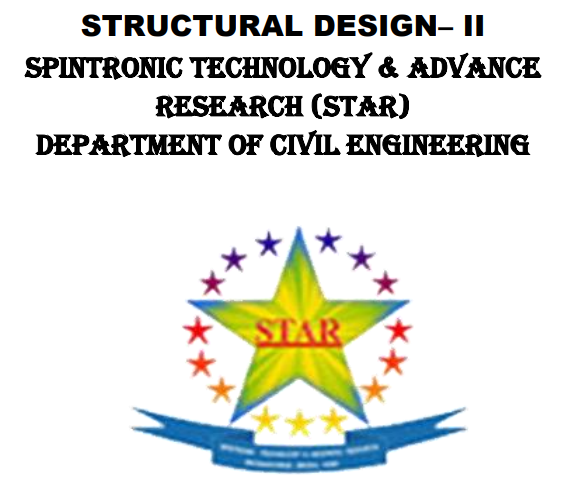 STRUCTURAL DESIGN– II
SPINTRONIC TECHNOLOGY & ADVANCE
RESEARCH (STAR)
DEPARTMENT OF CIVIL ENGINEERING
STAR